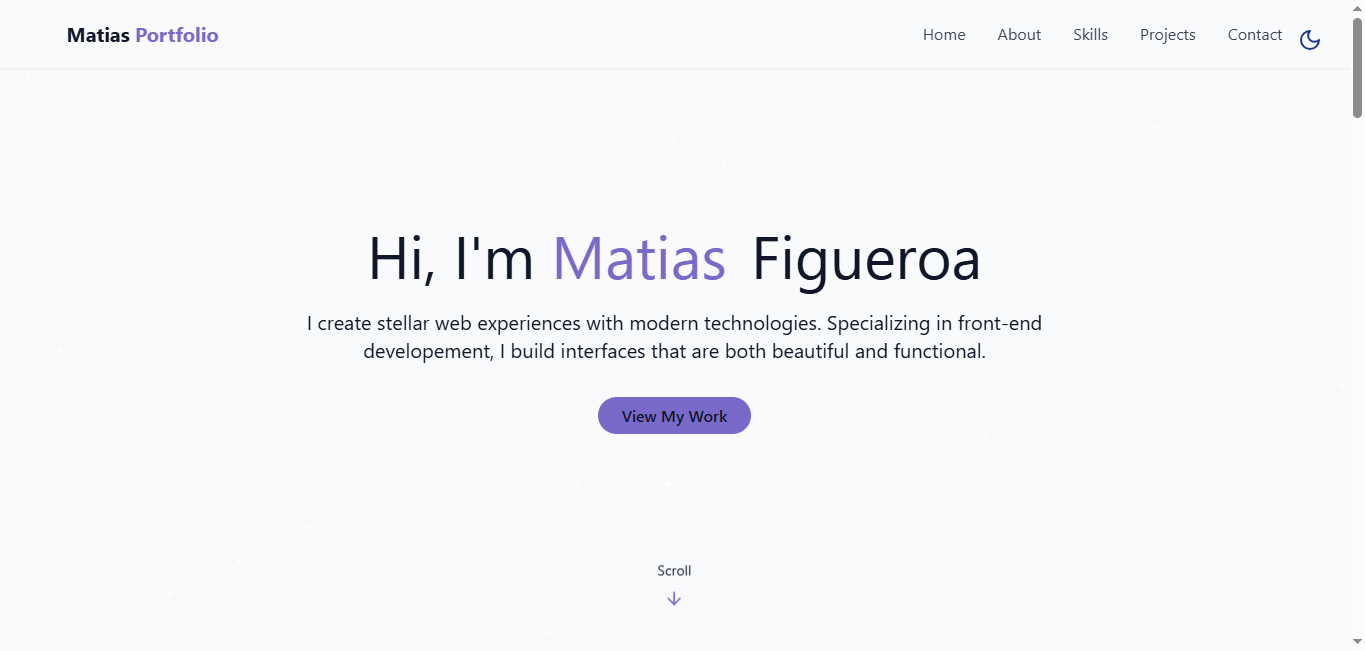 Matias Portfolio
Home About Skills Projects Contact
Hi, I'm Matias Figueroa
I create stellar web experiences with modern technologies. Specializing in front-end
developement, I build interfaces that are both beautiful and functional.
View My Work
Scroll